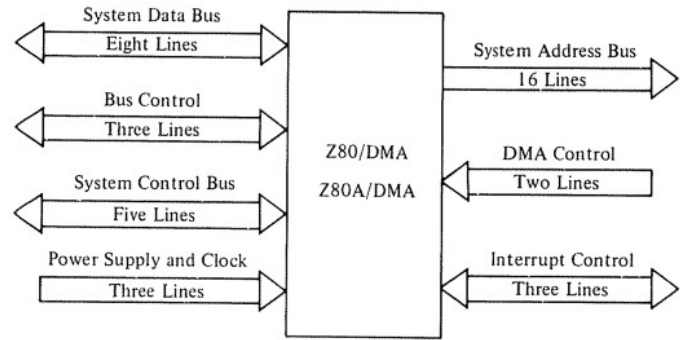 System Data Bus
Eight Lines
Bus Control
Three Lines
System Control Bus
Five Lines
Power Supply and Clock
Three Lines
Z80/DMA
Z80A/DMA
System Address Bus
16 Lines
DMA Control
Two Lines
Interrupt Control
Three Lines